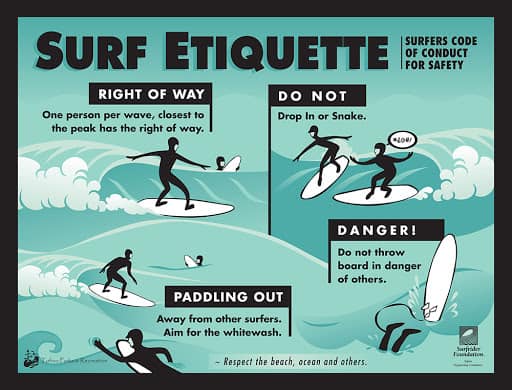 SURF ETIQUETTE
SURFERS CODE
OF CONDUCT
FOR SAFETY
RIGHT OF WAY
One person per wave, closest to
the peak has the right of way.
DO NOT
Drop In or Snake.
DANGER!
Do not throw
board in danger
of others.
PADDLING OUT
Away from other surfers.
Aim for the whitewash.
~ Respect the beach, ocean and others.
Surfrider
Foundation